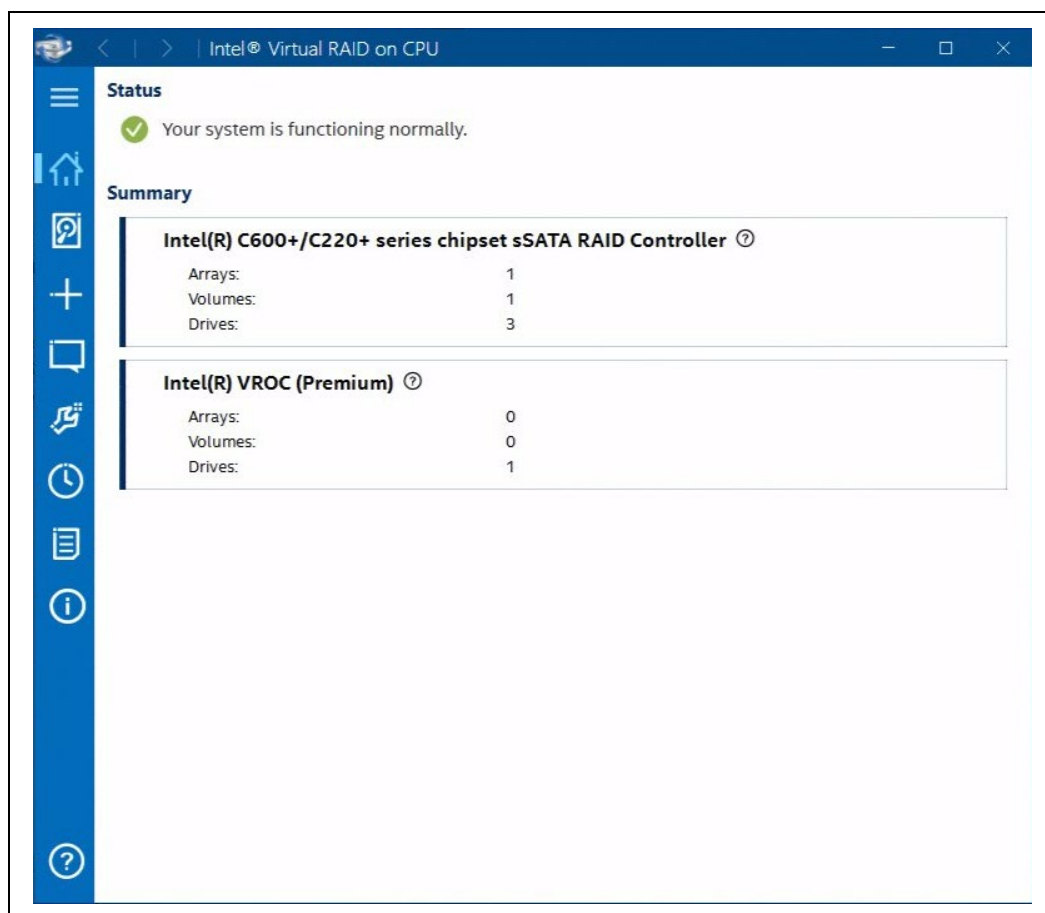 Intel® Virtual RAID on CPU
Status
Your system is functioning normally.
Summary
Intel(R) C600+/C220+ series chipset sSATA RAID Controller
Arrays: 1
Volumes: 1
Drives: 3
Intel(R) VROC (Premium)
Arrays: 0
Volumes: 0
Drives: 1